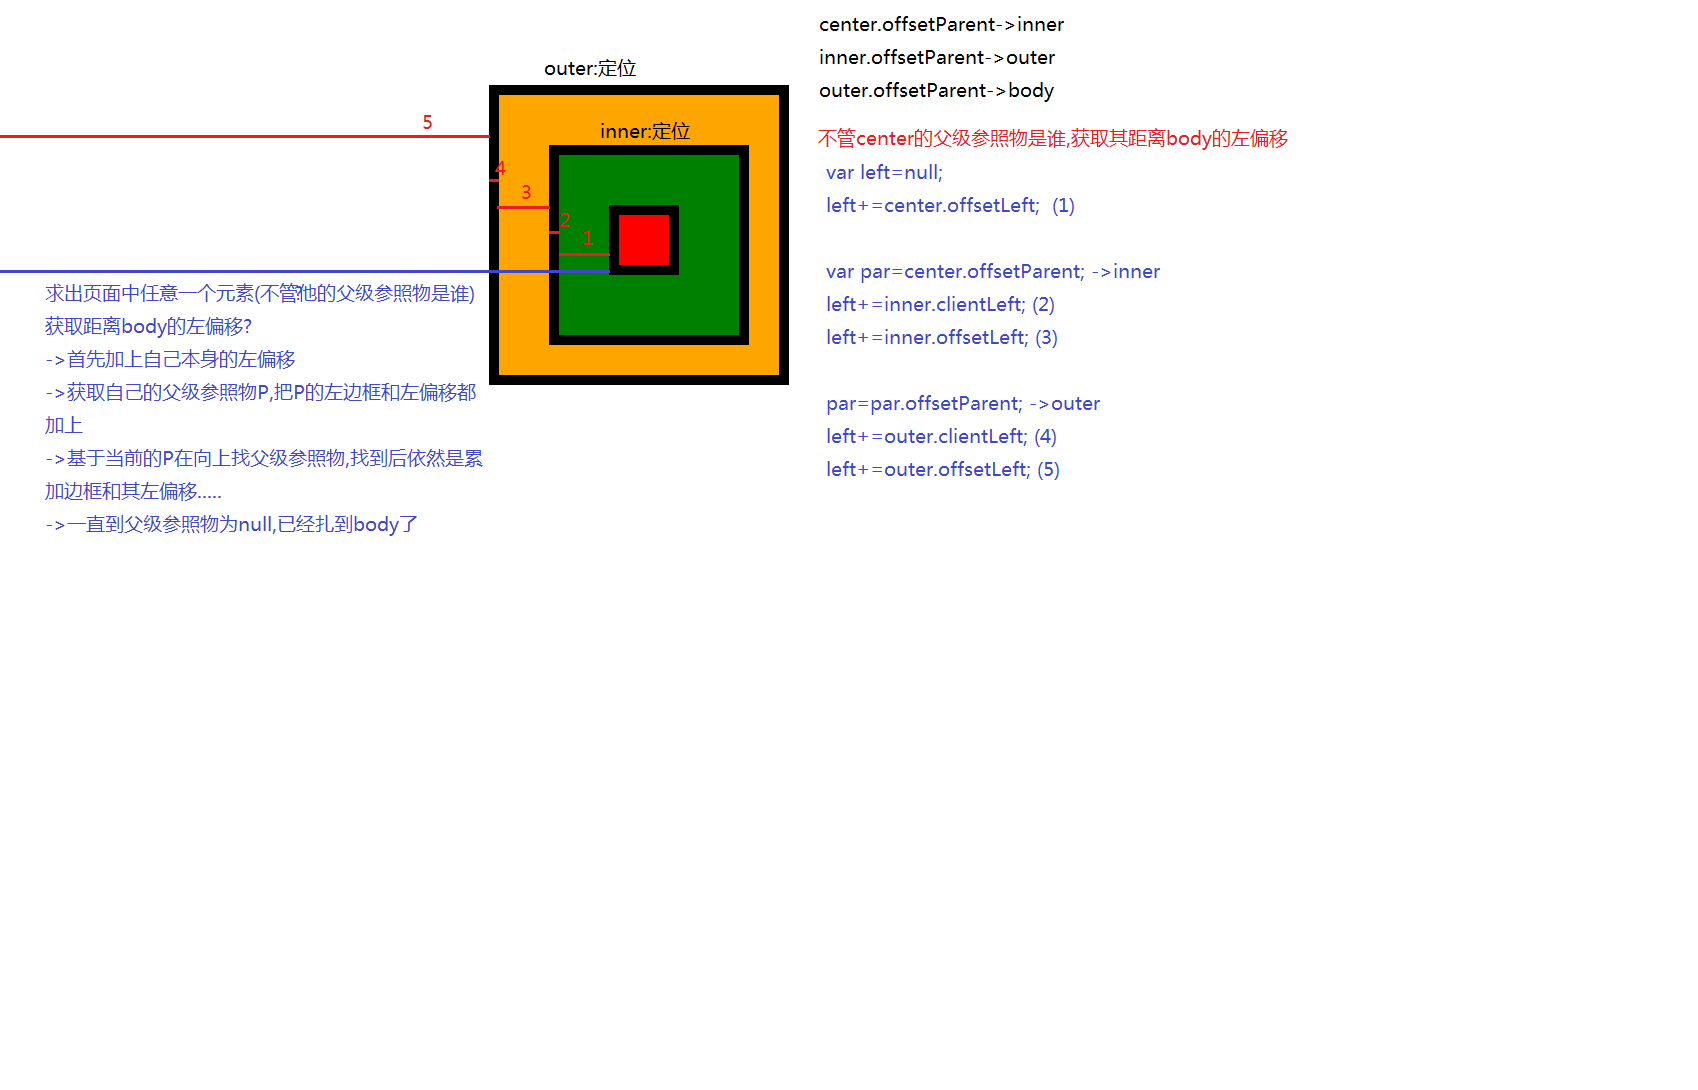 outer:定位
inner:定位
5
4
3
2
1
求出页面中任意一个元素(不管他的父级参照物是谁)
获取距离body的左偏移?
->首先加上自己本身的左偏移
->获取自己的父级参照物P,把P的左边框和左偏移都
加上
->基于当前的P在向上找父级参照物,找到后依然是累
加边框和其左偏移.....
->一直到父级参照物为null,已经扎到body了
center.offsetParent->inner
inner.offsetParent->outer
outer.offsetParent->body
不管center的父级参照物是谁,获取其距离body的左偏移
var left=null;
left+=center.offsetLeft; (1)
var par=center.offsetParent; ->inner
left+=inner.clientLeft; (2)
left+=inner.offsetLeft; (3)
par=par.offsetParent; ->outer
left+=outer.clientLeft; (4)
left+=outer.offsetLeft; (5)